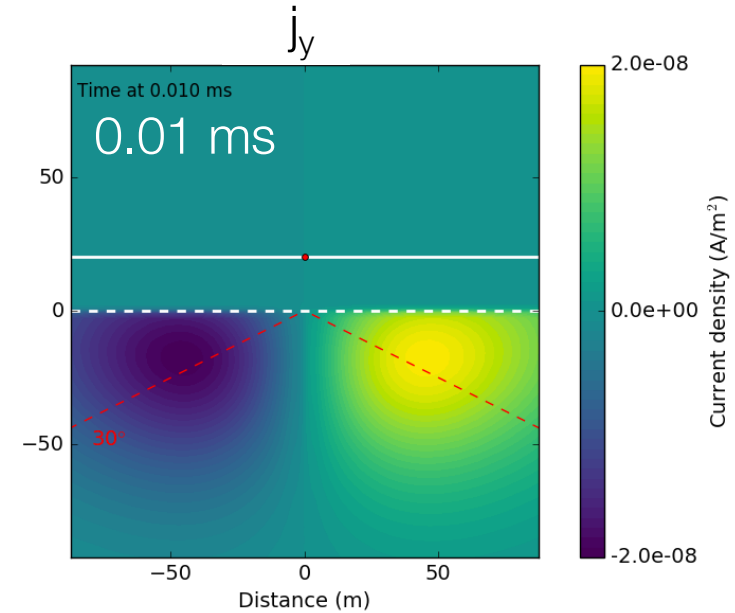 jy
Time at 0.010 ms
0.01 ms
50
0
−50
30°
−50 0 50
Distance (m)
2.0e-08
0.0e+00
-2.0e-08
Current density (A/m²)